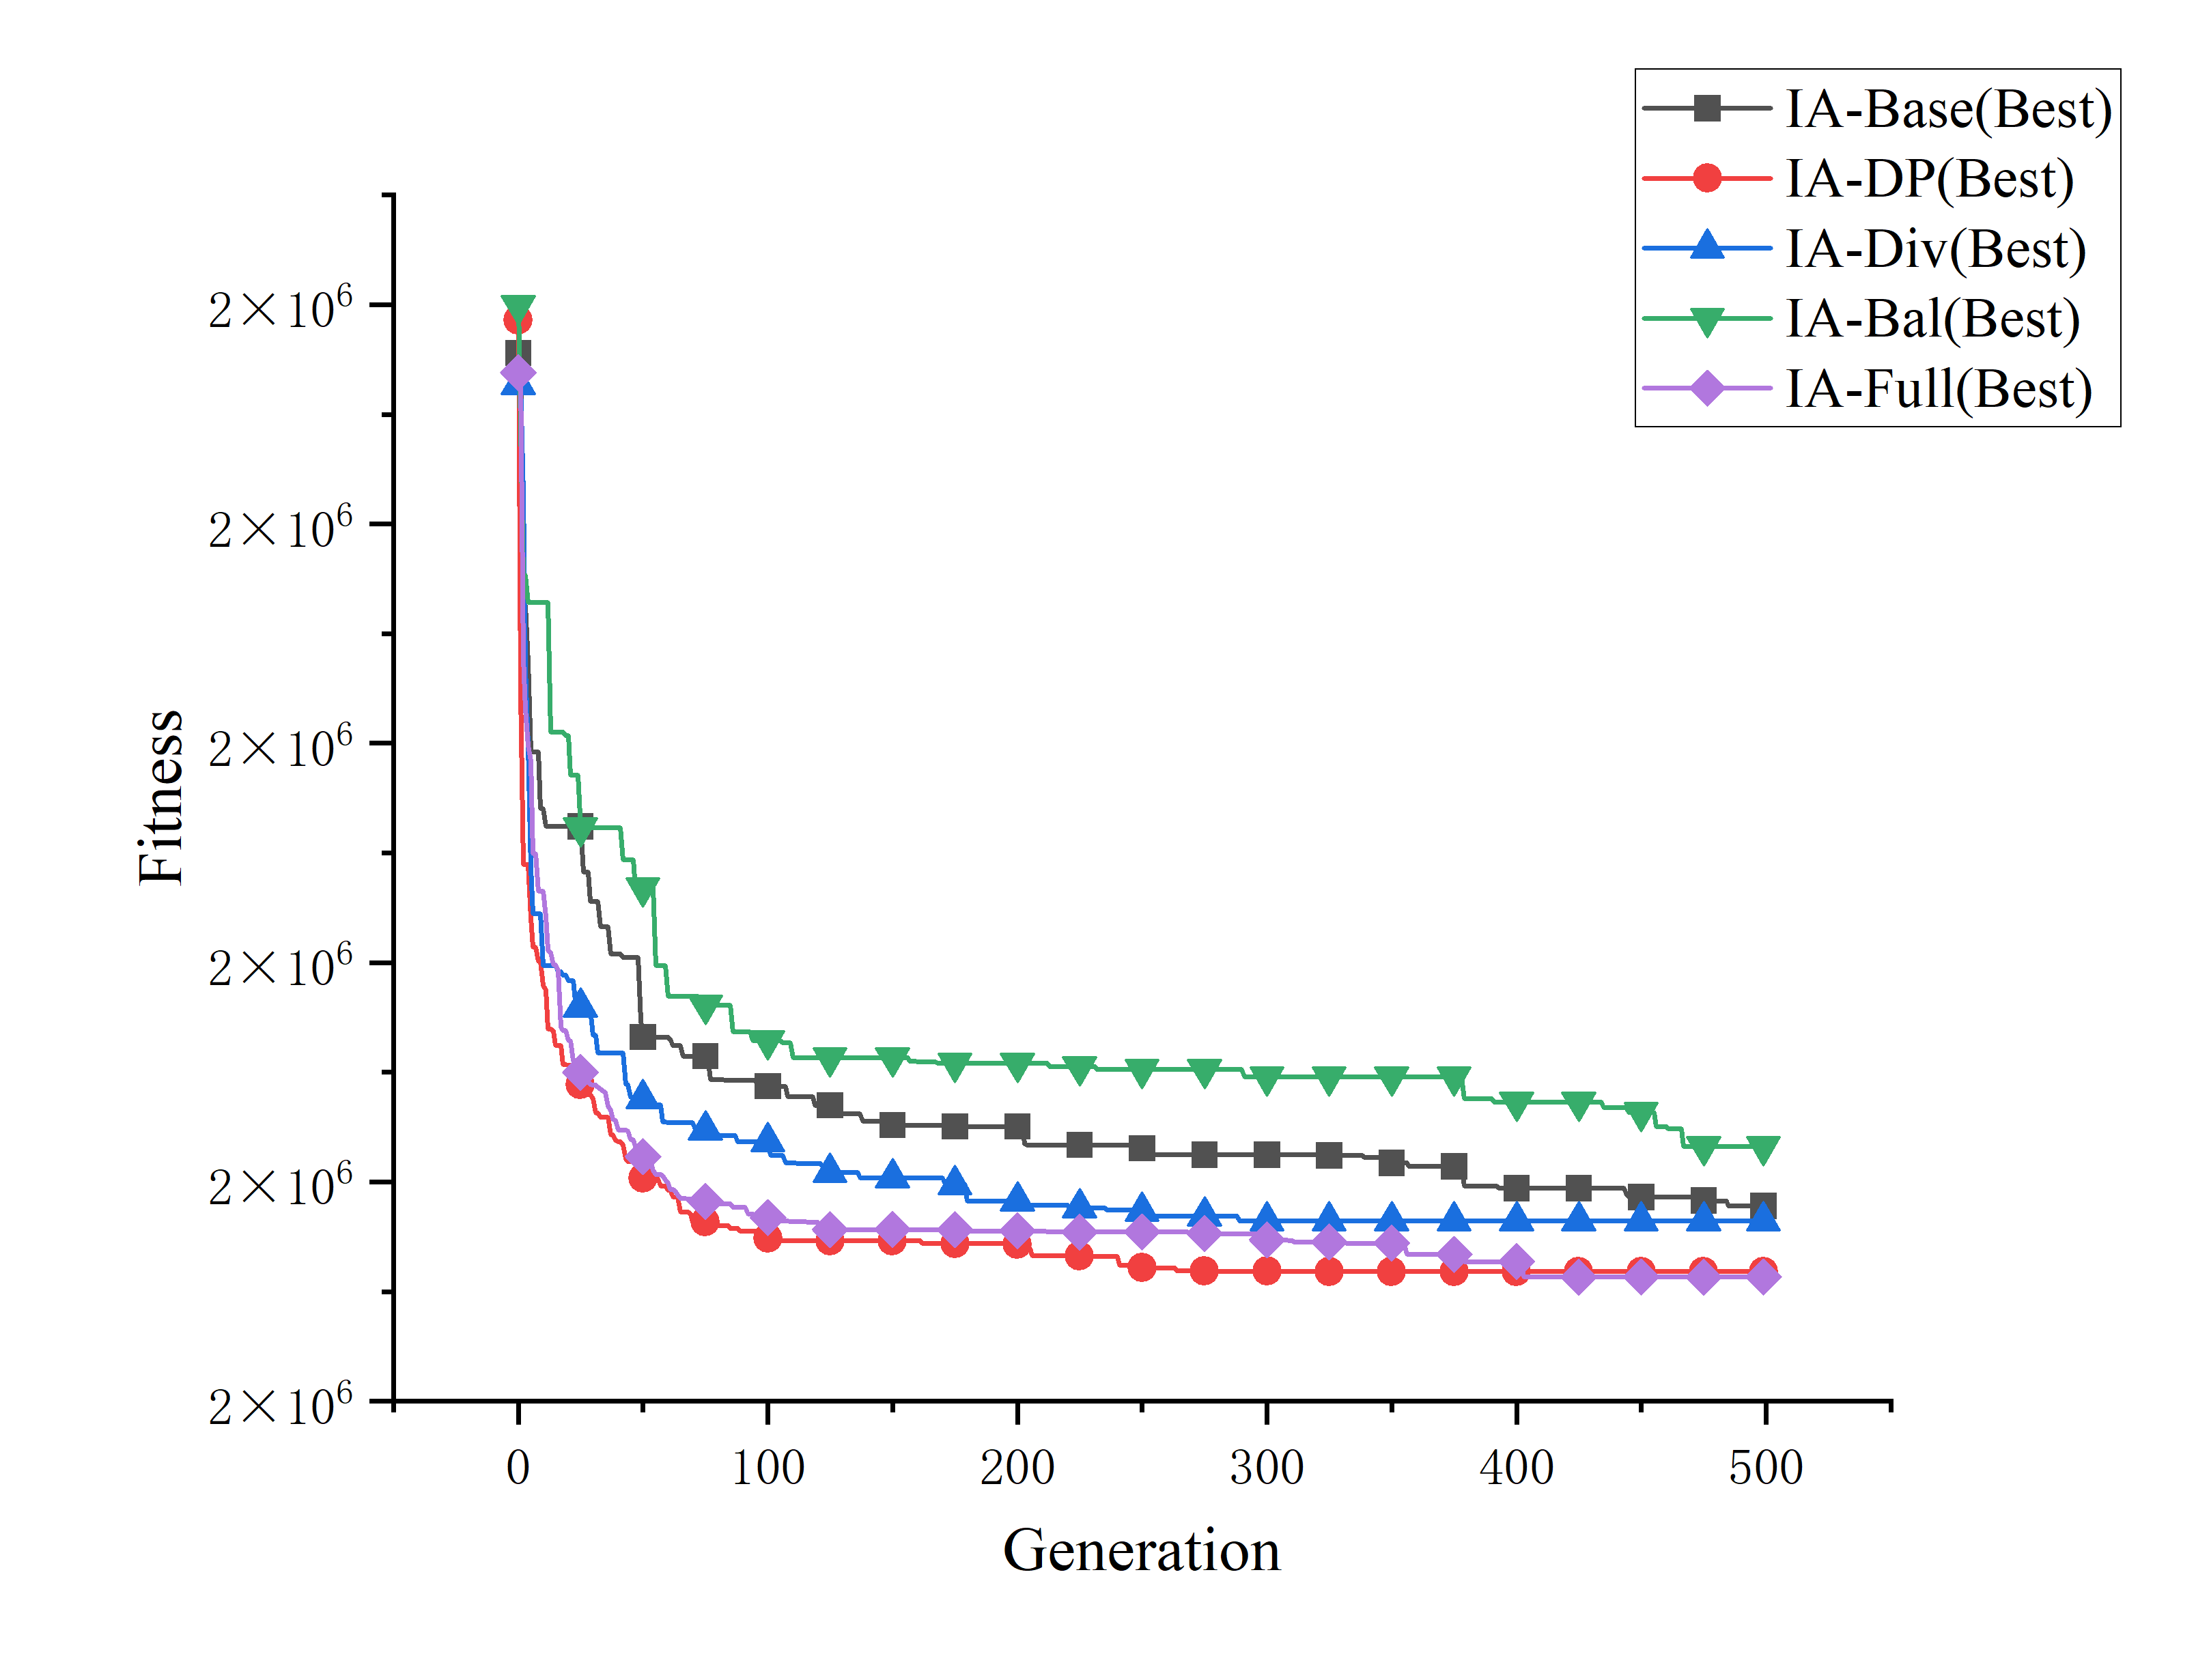 IA-Base(Best)
IA-DP(Best)
IA-Div(Best)
IA-Bal(Best)
IA-Full(Best)
2×10⁶
2×10⁶
2×10⁶
2×10⁶
2×10⁶
2×10⁶
Fitness
0 100 200 300 400 500
Generation